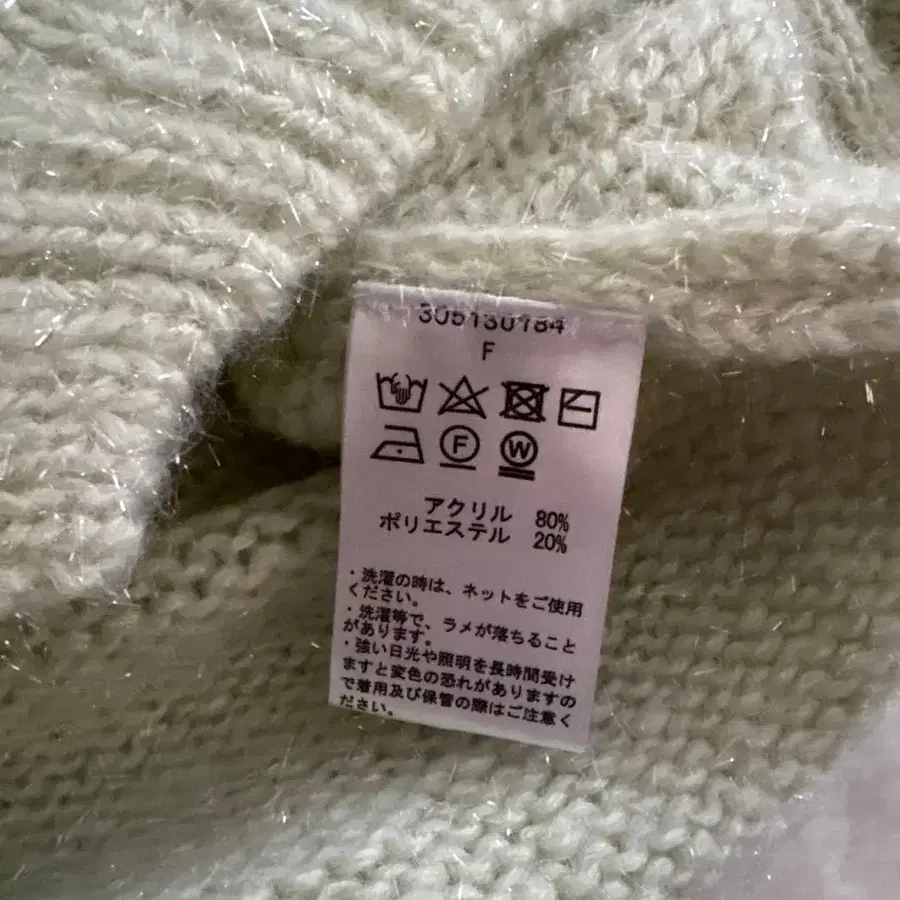 305130184
F
F W
アクリル 80%
ポリエステル 20%
・洗濯の時は、ネットをご使用
ください。
・洗濯等で、ラメが落ちること
があります。
・強い日光や照明を長時間受け
ますと変色の恐れがありますの
で着用及び保管の際はご注意く
ださい。